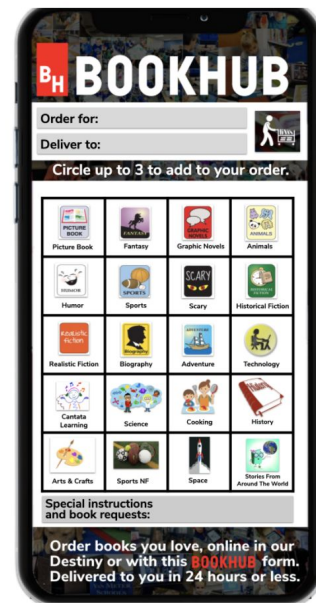 BH BOOKHUB
Order for:
Deliver to:
Circle up to 3 to add to your order.
PICTURE
BOOK
Picture Book
FANTASY
Fantasy
GRAPHIC
NOVELS
Graphic Novels
ANIMALS
Animals
HUMOR
Humor
SPORTS
Sports
SCARY
Scary
HISTORICAL
FICTION
Historical Fiction
Realistic
fiction
Realistic Fiction
Biography
Biography
ADVENTURE
Adventure
Technology
Cantata
Learning
Science
Cooking
History
Arts & Crafts
Sports NF
Space
Stories From
Around The World
Special instructions
and book requests:
Order books you love, online in our
Destiny or with this BOOKHUB form.
Delivered to you in 24 hours or less.